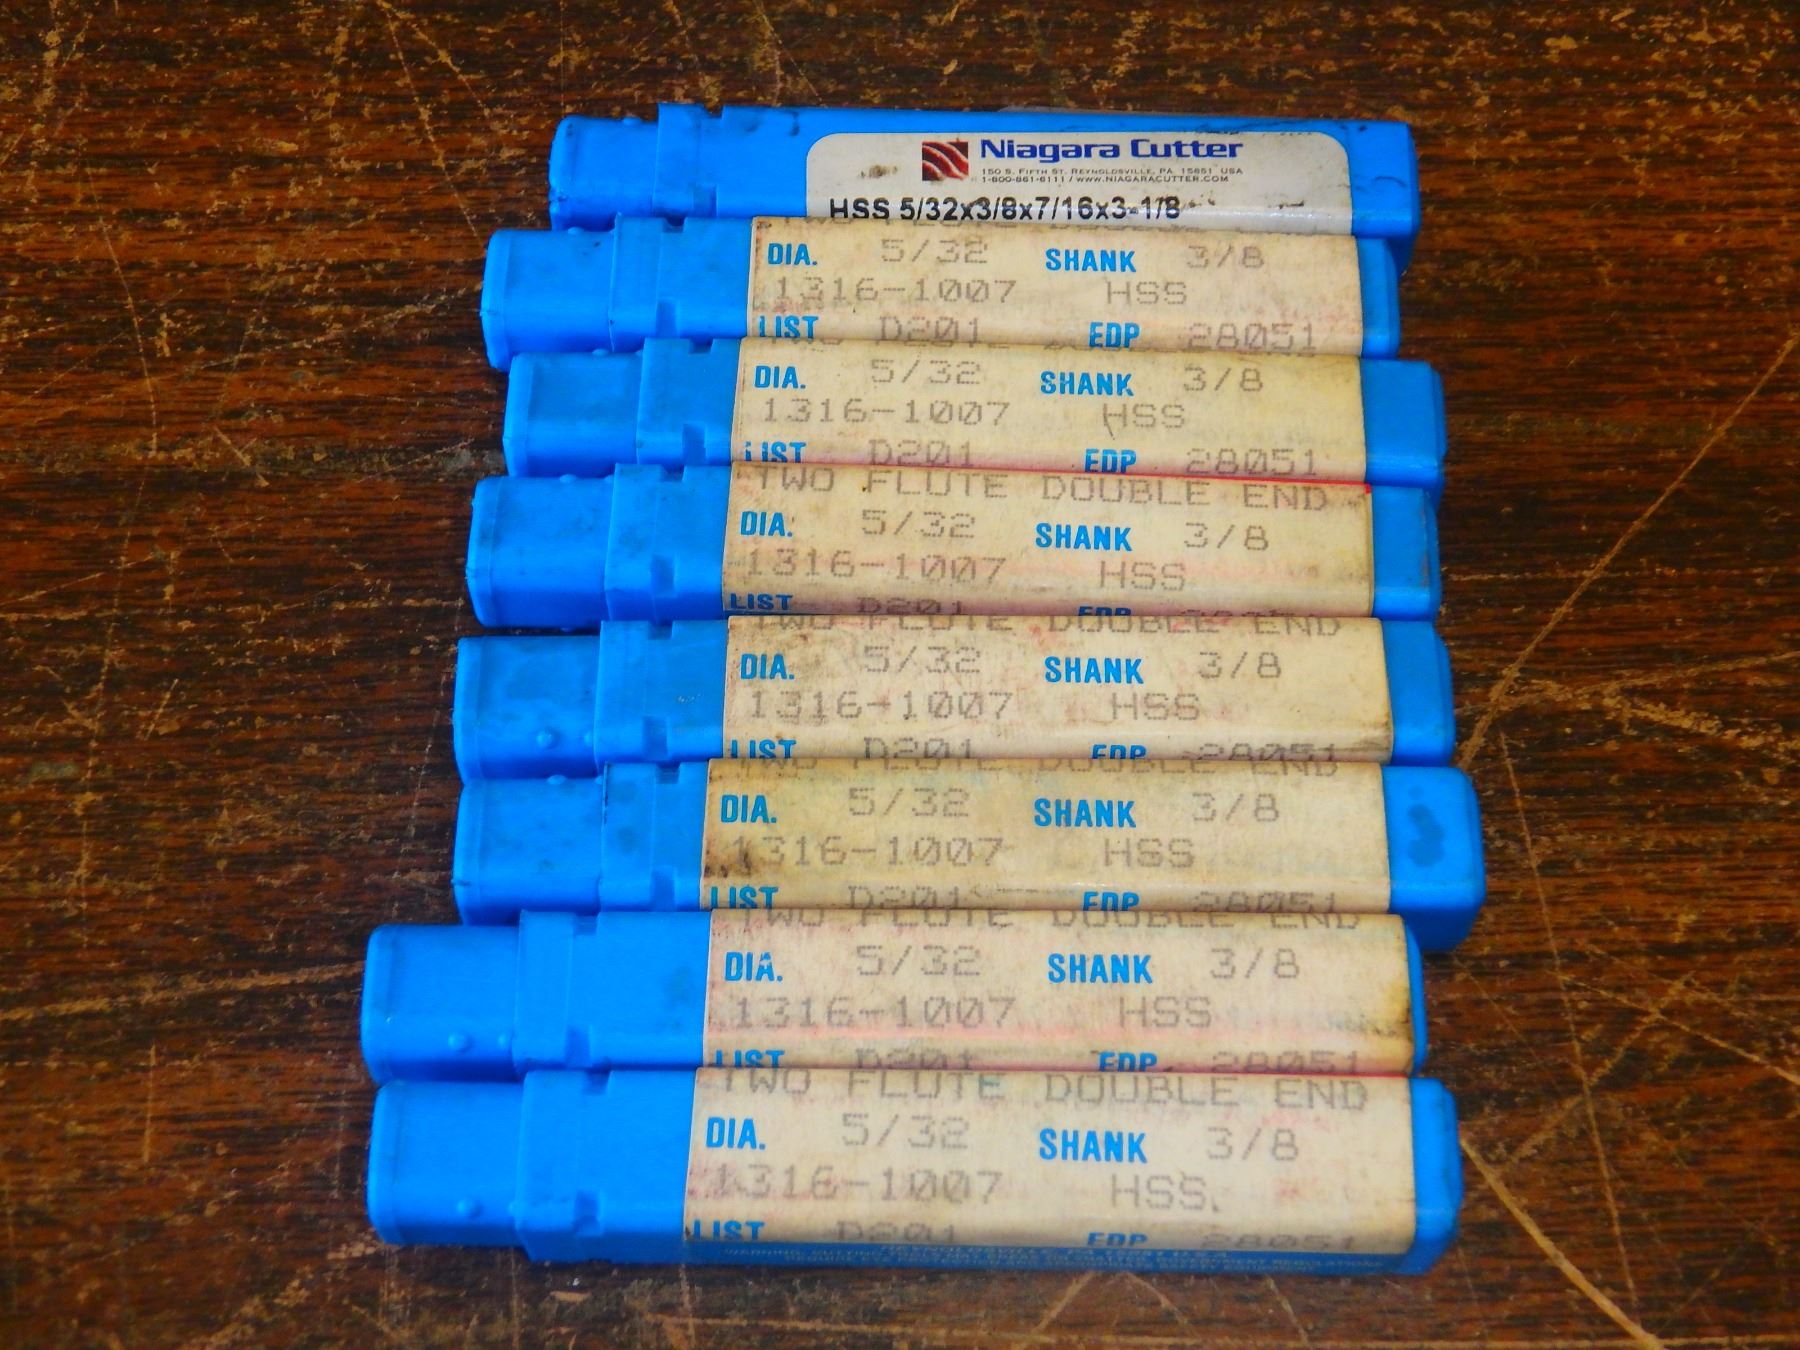 Niagara Cutter
150 S. FIFTH ST. REYNOLDSVILLE, PA 15851 USA
1-800-861-6111 / WWW.NIAGARACUTTER.COM
HSS 5/32x3/8x7/16x3-1/8
DIA. 5/32 SHANK 3/8
1316-1007 HSS
LIST D201 EDP 28051
DIA. 5/32 SHANK 3/8
1316-1007 HSS
LIST D201 EDP 28051
TWO FLUTE DOUBLE END
DIA. 5/32 SHANK 3/8
1316-1007 HSS
LIST D201 EDP
TWO FLUTE DOUBLE END
DIA. 5/32 SHANK 3/8
1316-1007 HSS
LIST D201 EDP 28051
TWO FLUTE DOUBLE END
DIA. 5/32 SHANK 3/8
1316-1007 HSS
LIST D201 EDP 28051
TWO FLUTE DOUBLE END
DIA. 5/32 SHANK 3/8
1316-1007 HSS
LIST D201 EDP 28051
TWO FLUTE DOUBLE END
DIA. 5/32 SHANK 3/8
1316-1007 HSS
LIST D201 EDP 28051